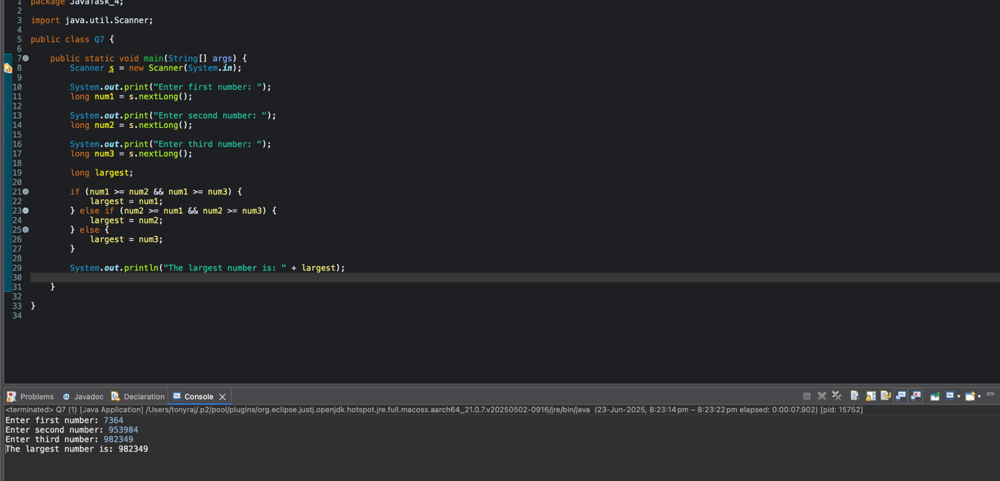 1 package JavaTask_4;
2
3 import java.util.Scanner;
4
5 public class Q7 {
6
7     public static void main(String[] args) {
8         Scanner s = new Scanner(System.in);
9
10         System.out.print("Enter first number: ");
11         long num1 = s.nextLong();
12
13         System.out.print("Enter second number: ");
14         long num2 = s.nextLong();
15
16         System.out.print("Enter third number: ");
17         long num3 = s.nextLong();
18
19         long largest;
20
21         if (num1 >= num2 && num1 >= num3) {
22             largest = num1;
23         } else if (num2 >= num1 && num2 >= num3) {
24             largest = num2;
25         } else {
26             largest = num3;
27         }
28
29         System.out.println("The largest number is: " + largest);
30
31     }
32
33 }
34
Problems Javadoc Declaration Console
<terminated> Q7 (1) [Java Application] /Users/tonyraj/.p2/pool/plugins/org.eclipse.justj.openjdk.hotspot.jre.full.macosx.aarch64_21.0.7.v20250502-0916/jre/bin/java (23-Jun-2025, 8:23:14 pm – 8:23:22 pm elapsed: 0:00:07.902) [pid: 15752]
Enter first number: 7364
Enter second number: 953984
Enter third number: 982349
The largest number is: 982349